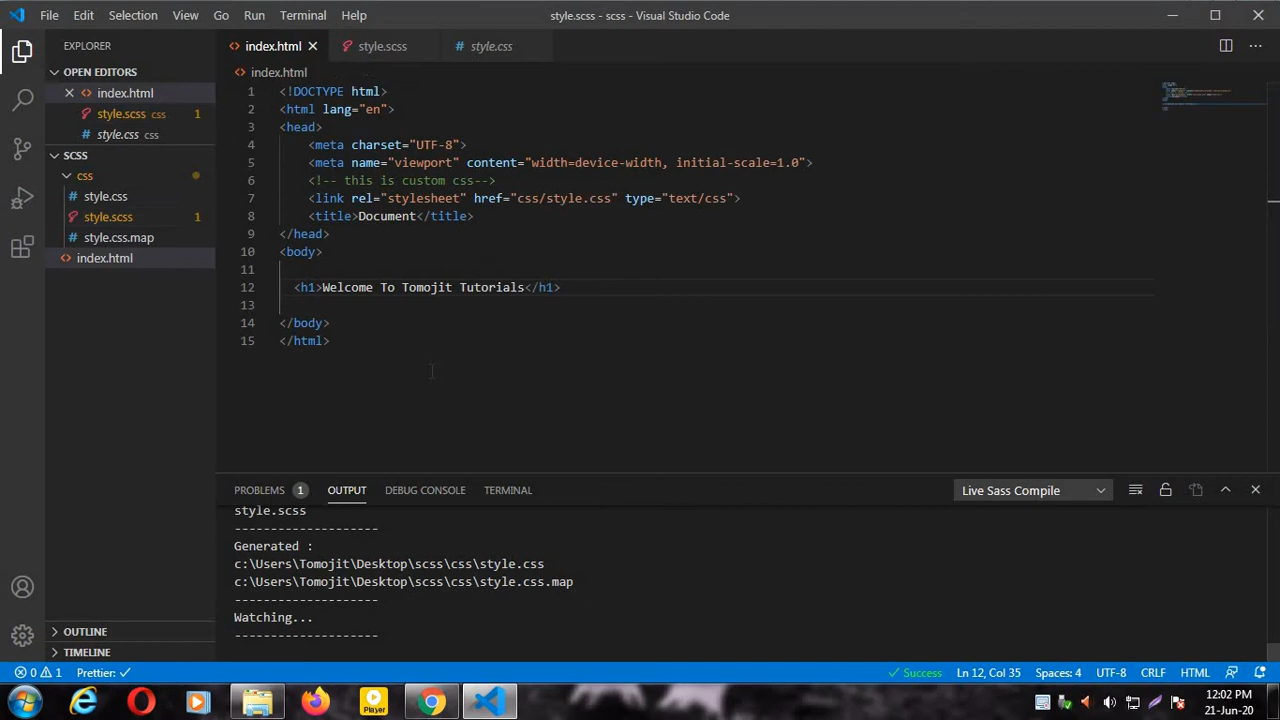 File Edit Selection View Go Run Terminal Help style.scss - scss - Visual Studio Code
EXPLORER
OPEN EDITORS
index.html
style.scss css 1
style.css css
SCSS
css
style.css
style.scss 1
style.css.map
index.html
OUTLINE
TIMELINE
index.html style.scss style.css
index.html
1 <!DOCTYPE html>
2 <html lang="en">
3 <head>
4 <meta charset="UTF-8">
5 <meta name="viewport" content="width=device-width, initial-scale=1.0">
6 <!-- this is custom css-->
7 <link rel="stylesheet" href="css/style.css" type="text/css">
8 <title>Document</title>
9 </head>
10 <body>
11
12 <h1>Welcome To Tomojit Tutorials</h1>
13
14 </body>
15 </html>
PROBLEMS 1 OUTPUT DEBUG CONSOLE TERMINAL Live Sass Compile
style.scss
--------------------
Generated :
c:\Users\Tomojit\Desktop\scss\css\style.css
c:\Users\Tomojit\Desktop\scss\css\style.css.map
--------------------
Watching...
--------------------
0 1 Prettier: Success Ln 12, Col 35 Spaces: 4 UTF-8 CRLF HTML
Player
12:02 PM
21-Jun-20